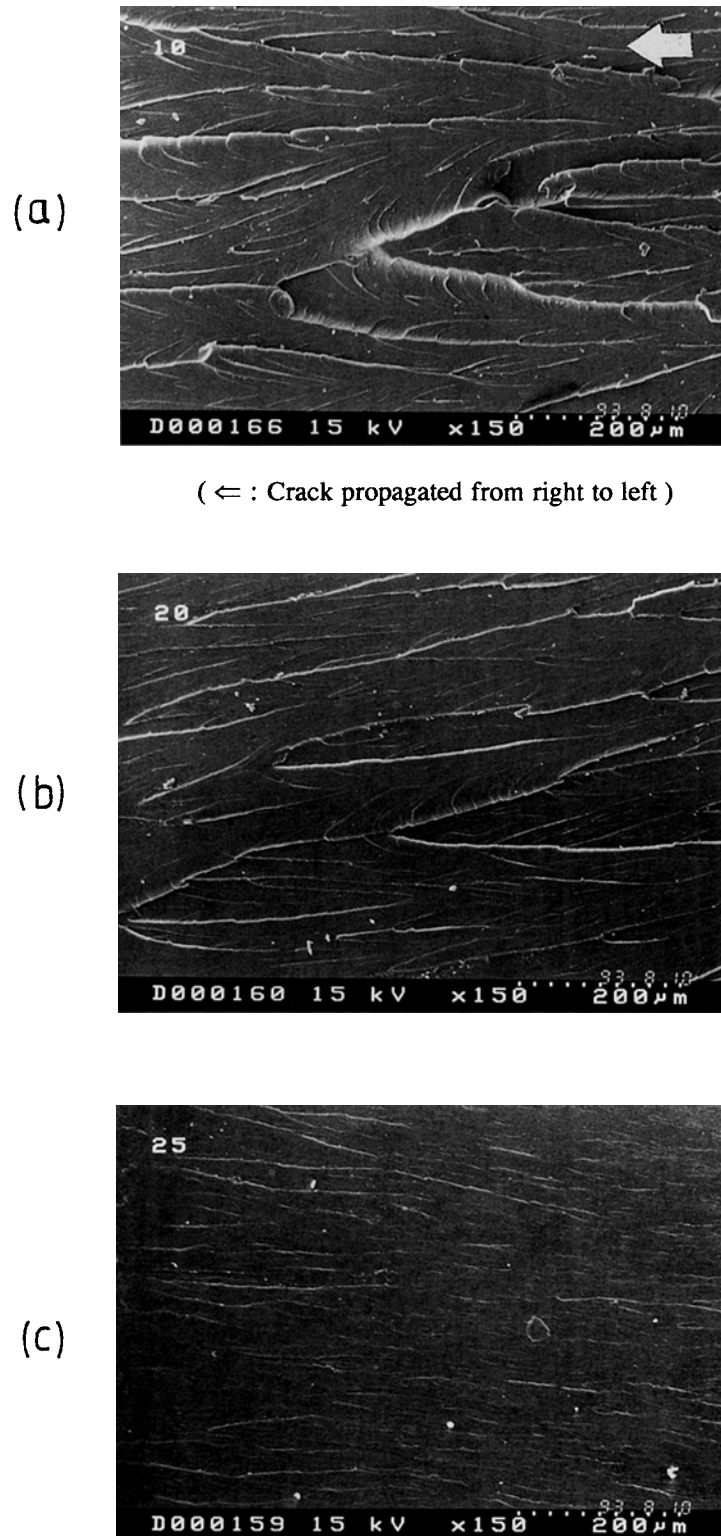 10
(a)
93 8 10
D000166 15 kV x150 200μm
( ⇐ : Crack propagated from right to left )
20
(b)
93 8 10
D000160 15 kV x150 200μm
25
(c)
93 8 10
D000159 15 kV x150 200μm